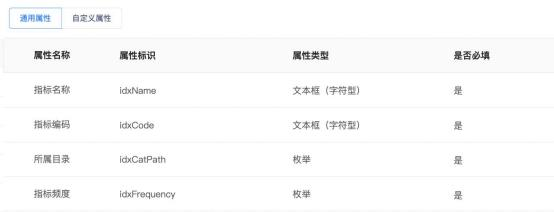 通用属性 自定义属性
属性名称 属性标识 属性类型 是否必填
指标名称 idxName 文本框（字符型） 是
指标编码 idxCode 文本框（字符型） 是
所属目录 idxCatPath 枚举 是
指标频度 idxFrequency 枚举 是